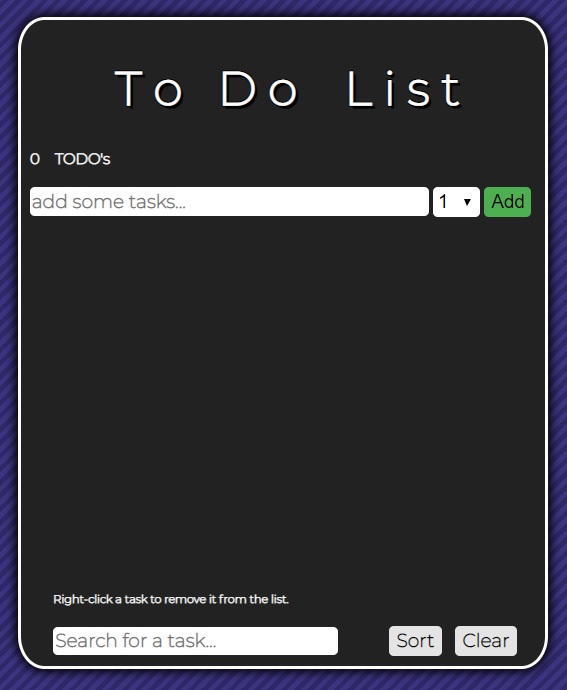 To Do List
0 TODO's
add some tasks... 1 Add
Right-click a task to remove it from the list.
Search for a task... Sort Clear